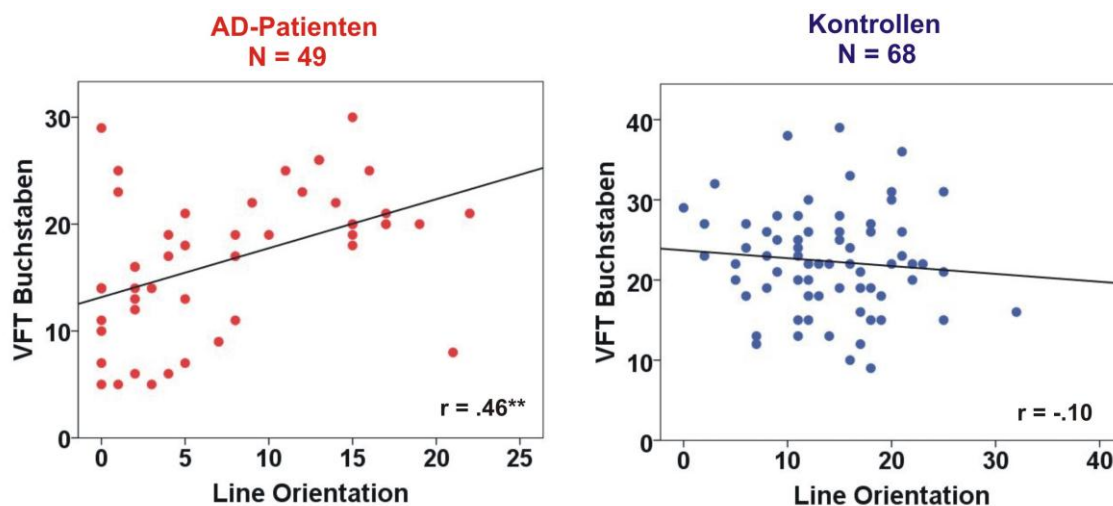 AD-Patienten
N = 49
VFT Buchstaben
30
20
10
0
0 5 10 15 20 25
Line Orientation
r = .46**
Kontrollen
N = 68
VFT Buchstaben
40
30
20
10
0
0 10 20 30 40
Line Orientation
r = -.10